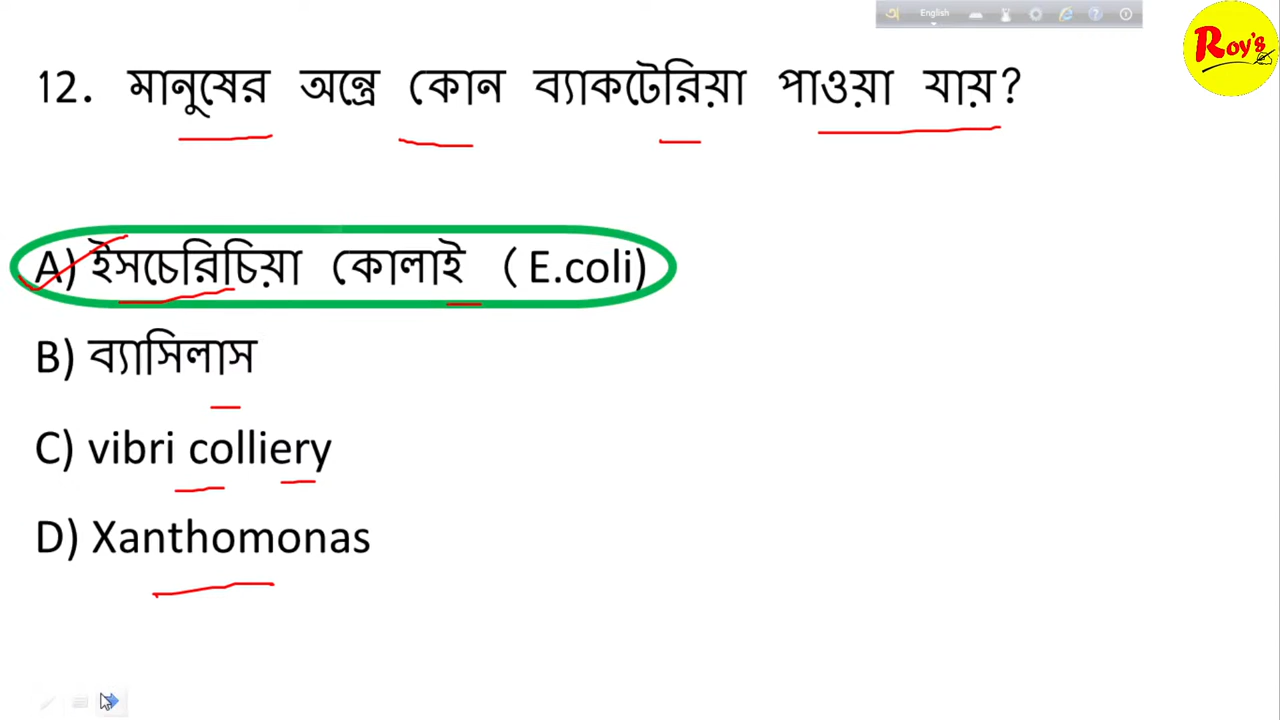 English
Roy's
12. মানুষের অন্ত্রে কোন ব্যাকটেরিয়া পাওয়া যায়?
A) ইসচেরিচিয়া কোলাই (E.coli)
B) ব্যাসিলাস
C) vibri colliery
D) Xanthomonas